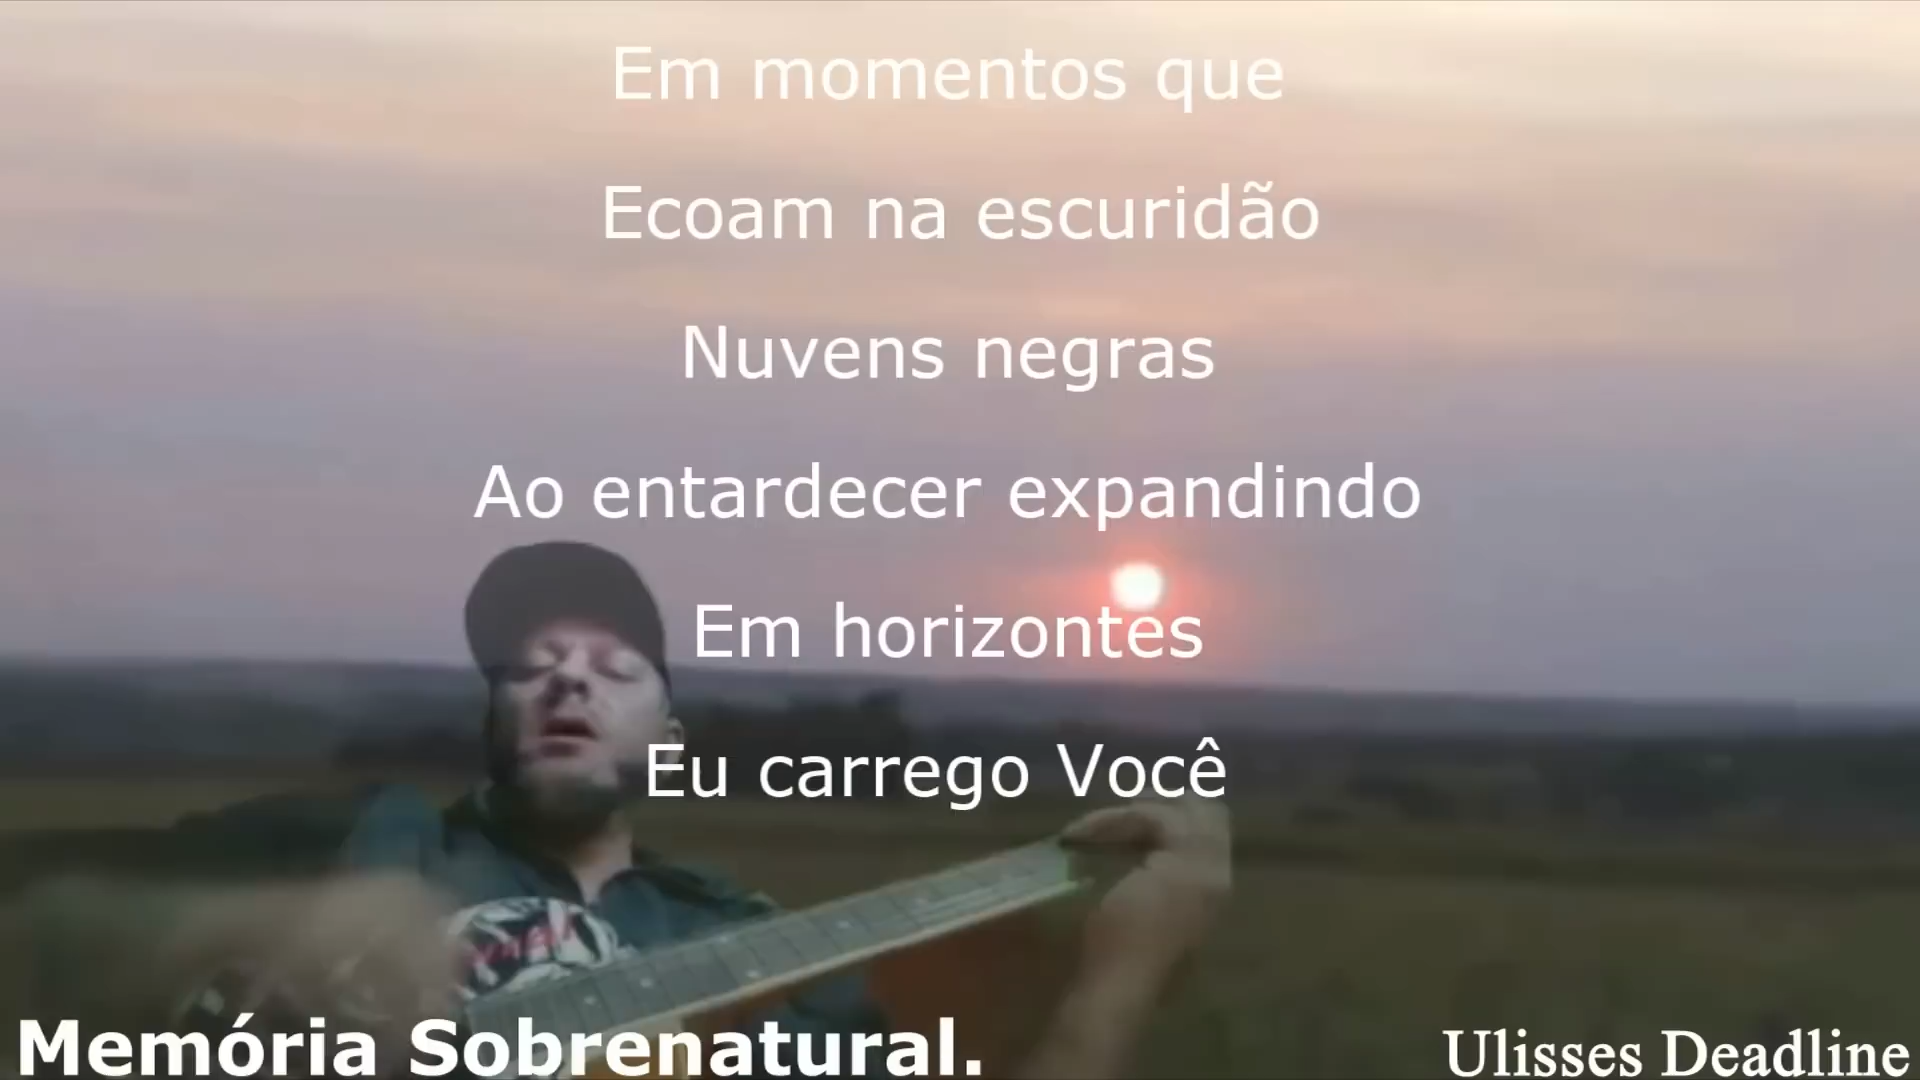 Em momentos que
Ecoam na escuridão
Nuvens negras
Ao entardecer expandindo
Em horizontes
Eu carrego Você
Memória Sobrenatural.
Ulisses Deadline